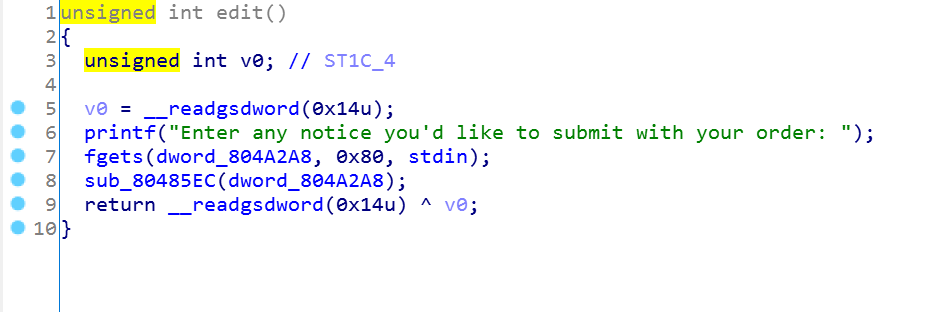 1 unsigned int edit()
2 {
3 unsigned int v0; // ST1C_4
4
5 v0 = __readgsdword(0x14u);
6 printf("Enter any notice you'd like to submit with your order: ");
7 fgets(dword_804A2A8, 0x80, stdin);
8 sub_80485EC(dword_804A2A8);
9 return __readgsdword(0x14u) ^ v0;
10 }